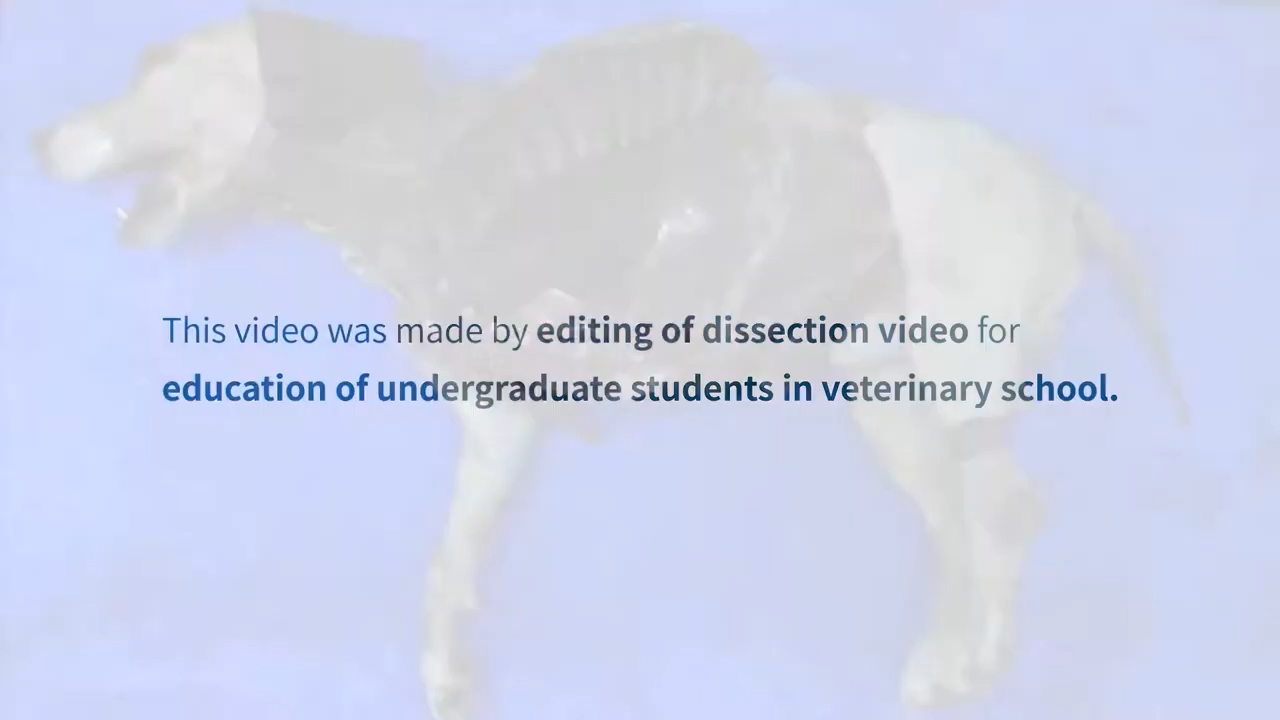 This video was made by editing of dissection video for
education of undergraduate students in veterinary school.